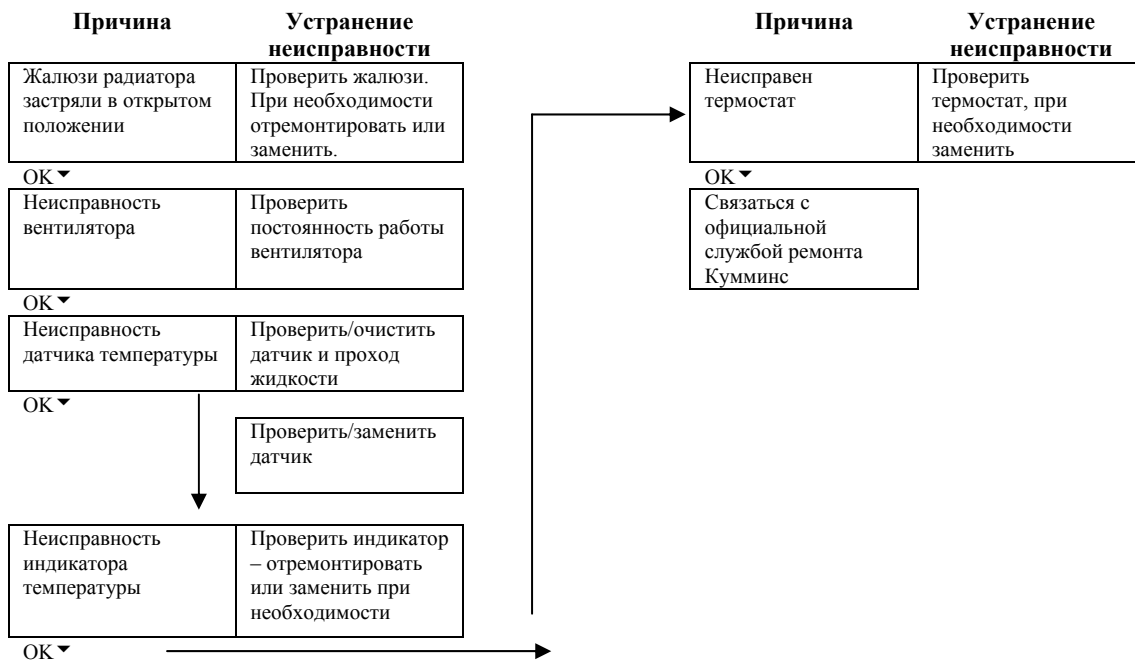 Причина
Устранение
неисправности
Жалюзи радиатора
застряли в открытом
положении
Проверить жалюзи.
При необходимости
отремонтировать или
заменить.
OK
Неисправность
вентилятора
Проверить
постоянность работы
вентилятора
OK
Неисправность
датчика температуры
Проверить/очистить
датчик и проход
жидкости
OK
Проверить/заменить
датчик
Неисправность
индикатора
температуры
Проверить индикатор
– отремонтировать
или заменить при
необходимости
OK
Причина
Устранение
неисправности
Неисправен
термостат
Проверить
термостат, при
необходимости
заменить
OK
Связаться с
официальной
службой ремонта
Кумминс